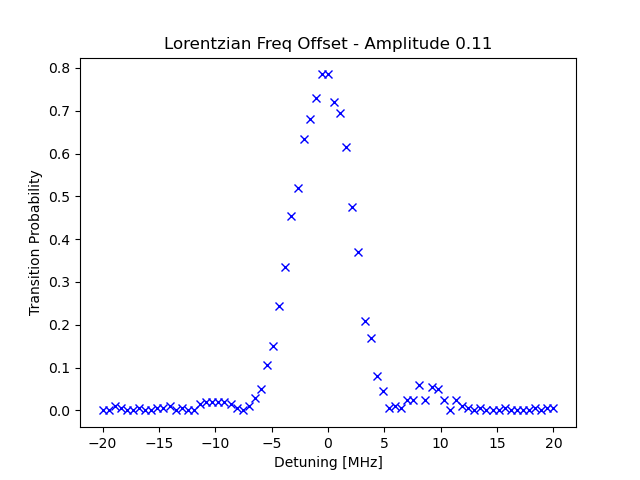 Lorentzian Freq Offset - Amplitude 0.11
0.8
0.7
0.6
0.5
0.4
0.3
0.2
0.1
0.0
Transition Probability
−20 −15 −10 −5 0 5 10 15 20
Detuning [MHz]